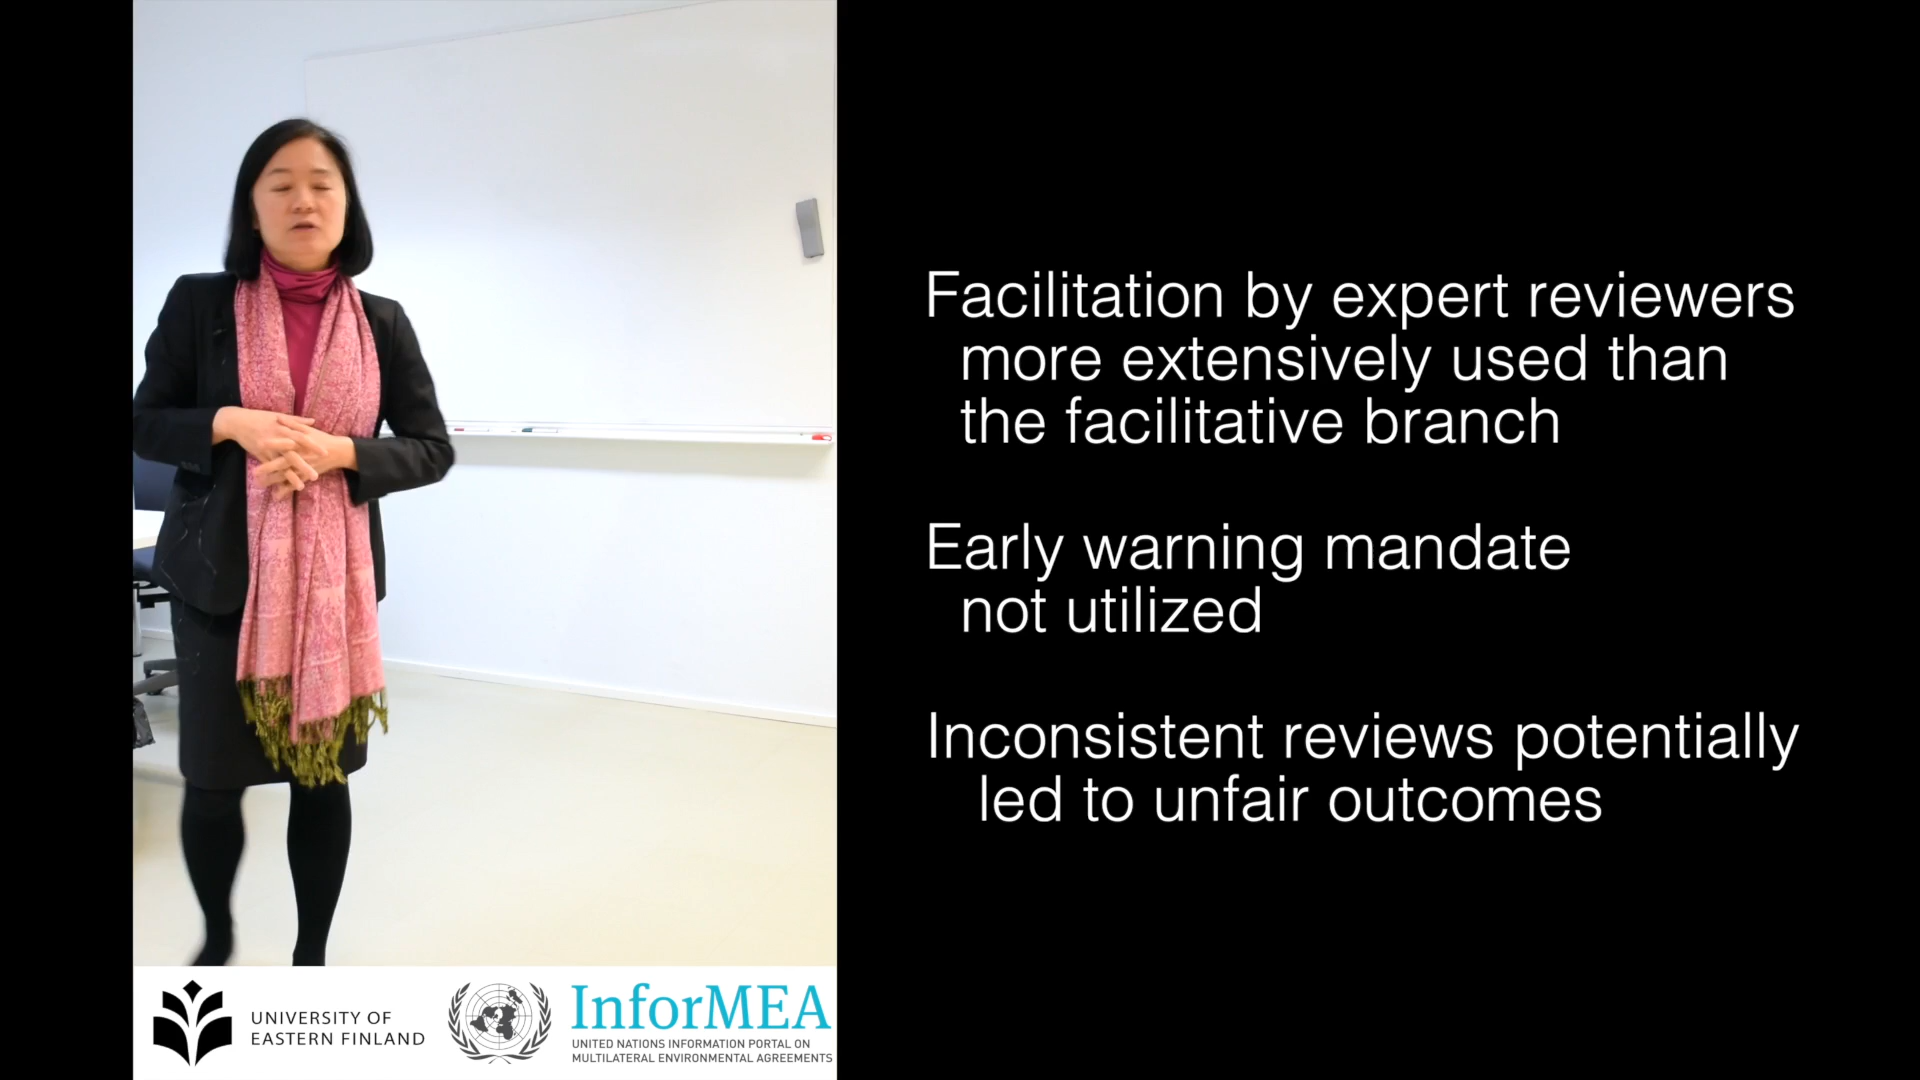 Facilitation by expert reviewers
more extensively used than
the facilitative branch
Early warning mandate
not utilized
Inconsistent reviews potentially
led to unfair outcomes
UNIVERSITY OF
EASTERN FINLAND
InforMEA
UNITED NATIONS INFORMATION PORTAL ON
MULTILATERAL ENVIRONMENTAL AGREEMENTS